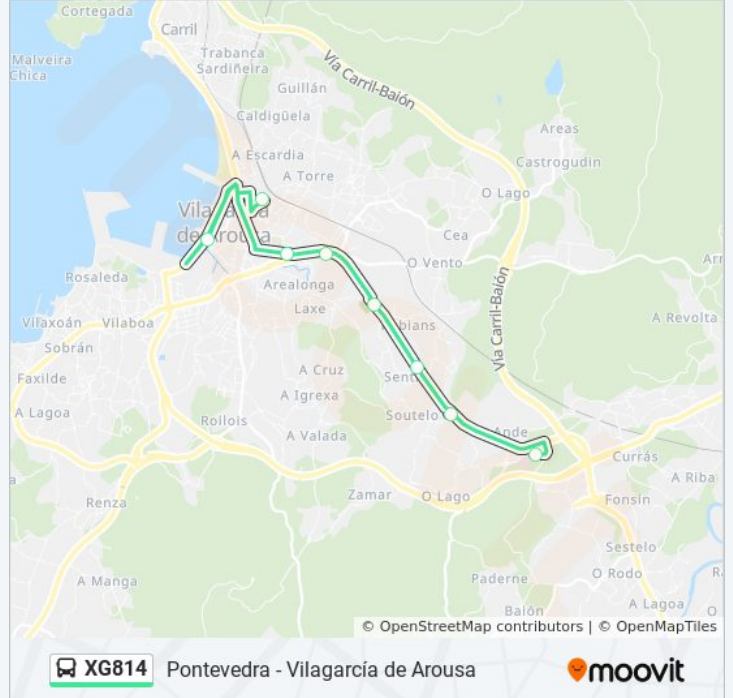 Cortegada
Carril
Malveira
Chica
Trabanca
Sardiñeira
Vía Carril-Baión
Guillán
Caldigüela
Areas
A Escardia
Castrogudin
A Torre
O Lago
Vilagarcía
de Arousa
Cea
O Vento
Rosaleda
Arealonga
Laxe
Vía Carril-Baión
A Revolta
Vilaxoán
Vilaboa
Sobrán
Faxilde
A Cruz
A Igrexa
A Lagoa
Soutelo
Rollois
A Valada
Ande
Currás
A Riba
Zamar
O Lago
Fonsín
Renza
Sestelo
A Manga
Paderne
O Rodo
Baión
A Lagoa
© OpenStreetMap contributors | © OpenMapTiles
XG814 Pontevedra - Vilagarcía de Arousa
moovit